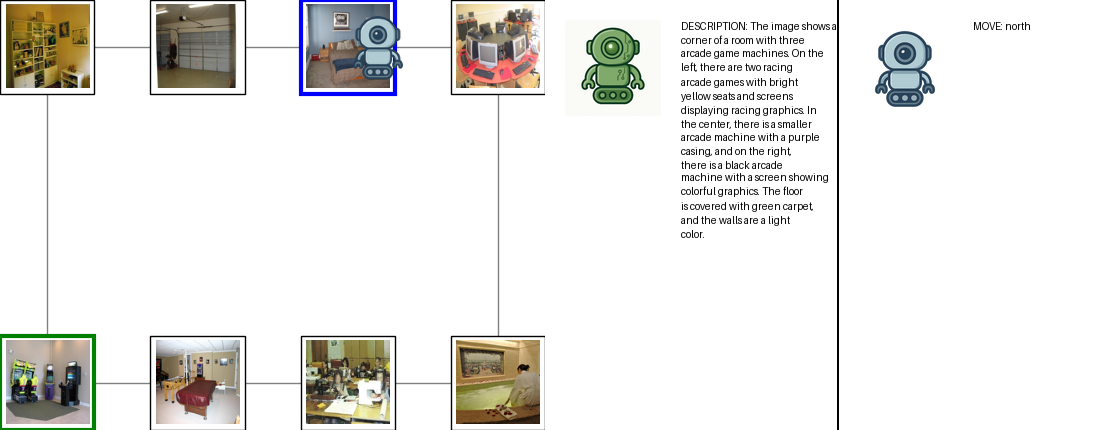 DESCRIPTION: The image shows a
corner of a room with three
arcade game machines. On the
left, there are two racing
arcade games with bright
yellow seats and screens
displaying racing graphics. In
the center, there is a smaller
arcade machine with a purple
casing, and on the right,
there is a black arcade
machine with a screen showing
colorful graphics. The floor
is covered with green carpet,
and the walls are a light
color.
MOVE: north